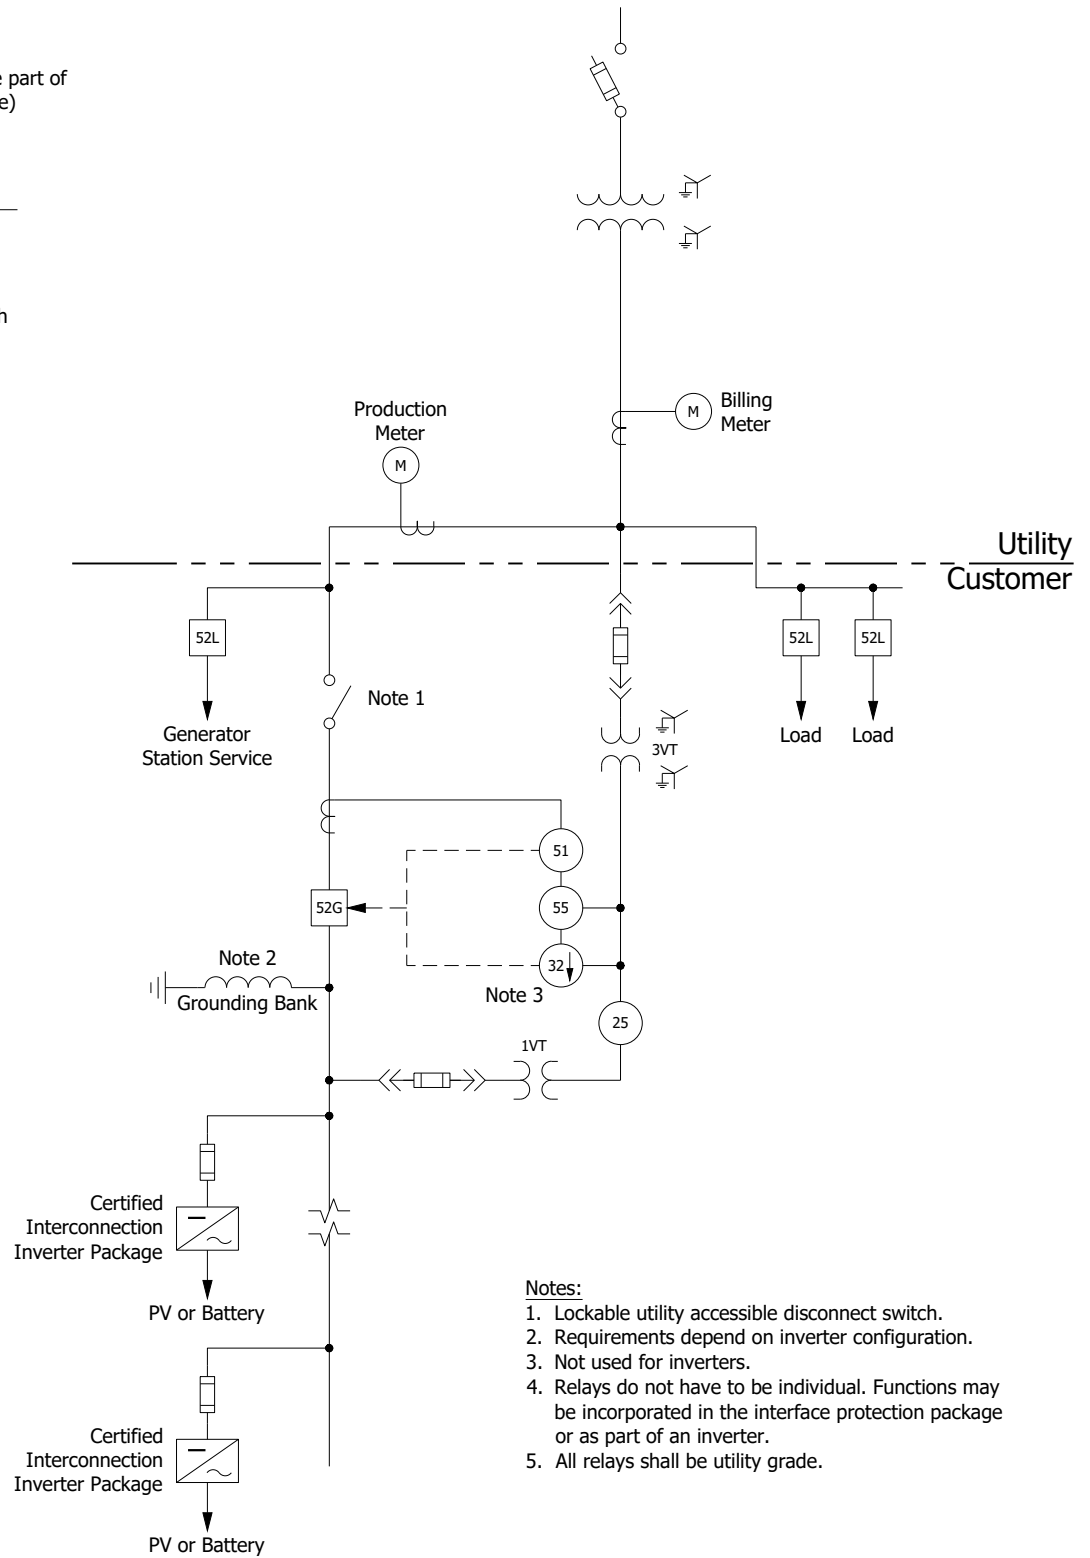 part of
e)
h
Production
Meter
M
M
Billing
Meter
Utility
Customer
52L
Generator
Station Service
Note 1
3VT
52L
52L
Load
Load
51
52G
55
Note 2
Grounding Bank
32
Note 3
25
1VT
Certified
Interconnection
Inverter Package
PV or Battery
Certified
Interconnection
Inverter Package
PV or Battery
Notes:
1. Lockable utility accessible disconnect switch.
2. Requirements depend on inverter configuration.
3. Not used for inverters.
4. Relays do not have to be individual. Functions may
be incorporated in the interface protection package
or as part of an inverter.
5. All relays shall be utility grade.